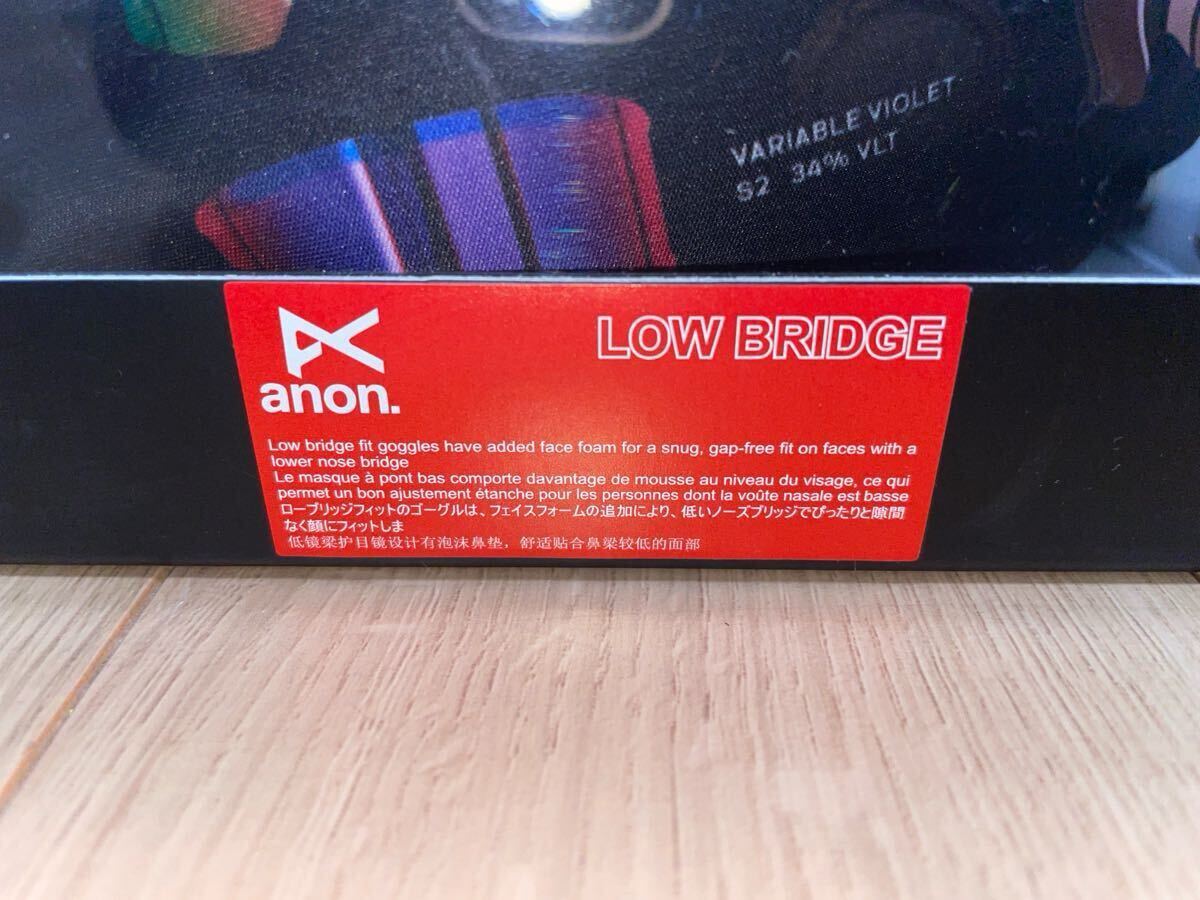 VARIABLE VIOLET
S2 34% VLT
anon.
LOW BRIDGE
Low bridge fit goggles have added face foam for a snug, gap-free fit on faces with a
lower nose bridge
Le masque à pont bas comporte davantage de mousse au niveau du visage, ce qui
permet un bon ajustement étanche pour les personnes dont la voûte nasale est basse
ローブリッジフィットのゴーグルは、フェイスフォームの追加により、低いノーズブリッジでぴったりと隙間
なく顔にフィットしま
低镜梁护目镜设计有泡沫鼻垫，舒适贴合鼻梁较低的面部